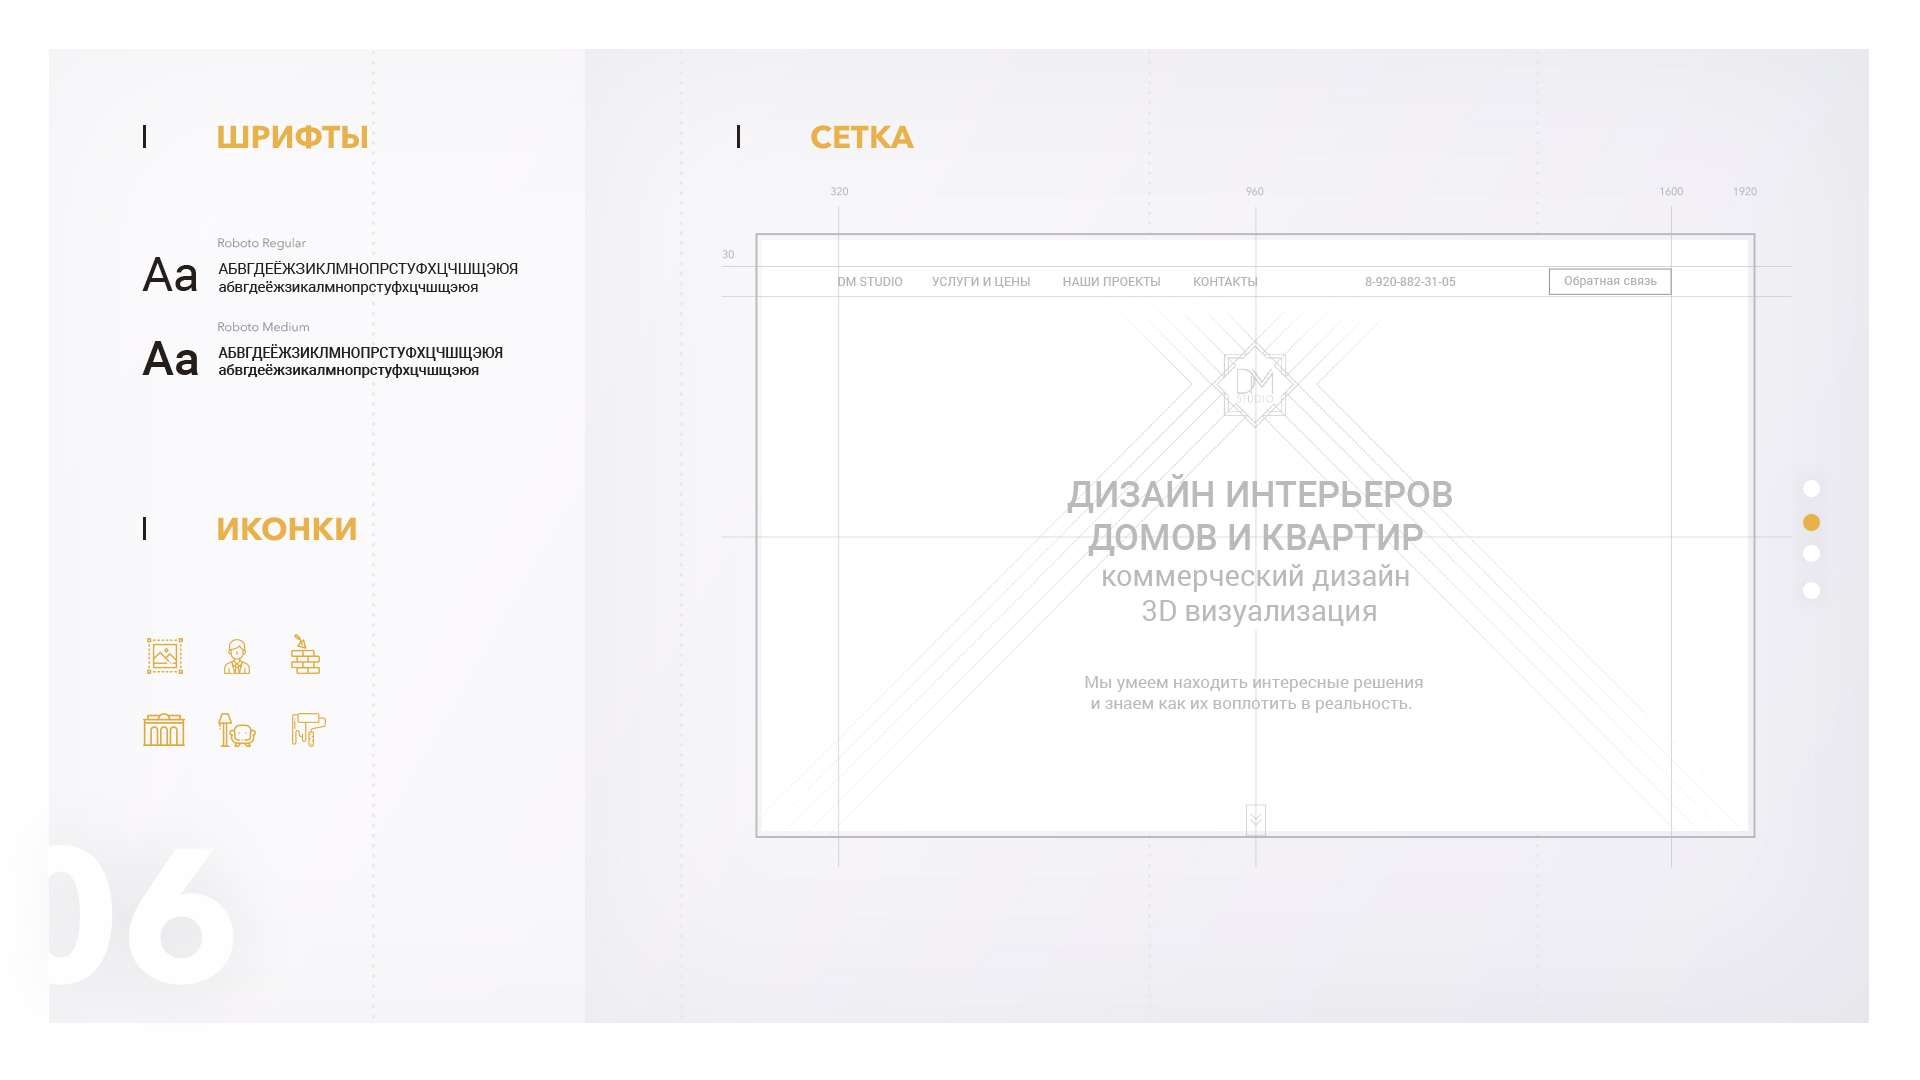 ШРИФТЫ
Roboto Regular
Aa
АБВГДЕЁЖЗИКЛМНОПРСТУФХЦЧШЩЭЮЯ
абвгдеёжзикалмнопрстуфхцчшщэюя
Roboto Medium
Aa
АБВГДЕЁЖЗИКЛМНОПРСТУФХЦЧШЩЭЮЯ
абвгдеёжзикалмнопрстуфхцчшщэюя
ИКОНКИ
06
СЕТКА
320 960 1600 1920
30
DM STUDIO УСЛУГИ И ЦЕНЫ НАШИ ПРОЕКТЫ КОНТАКТЫ 8-920-882-31-05 Обратная связь
DM
STUDIO
ДИЗАЙН ИНТЕРЬЕРОВ
ДОМОВ И КВАРТИР
коммерческий дизайн
3D визуализация
Мы умеем находить интересные решения
и знаем как их воплотить в реальность.